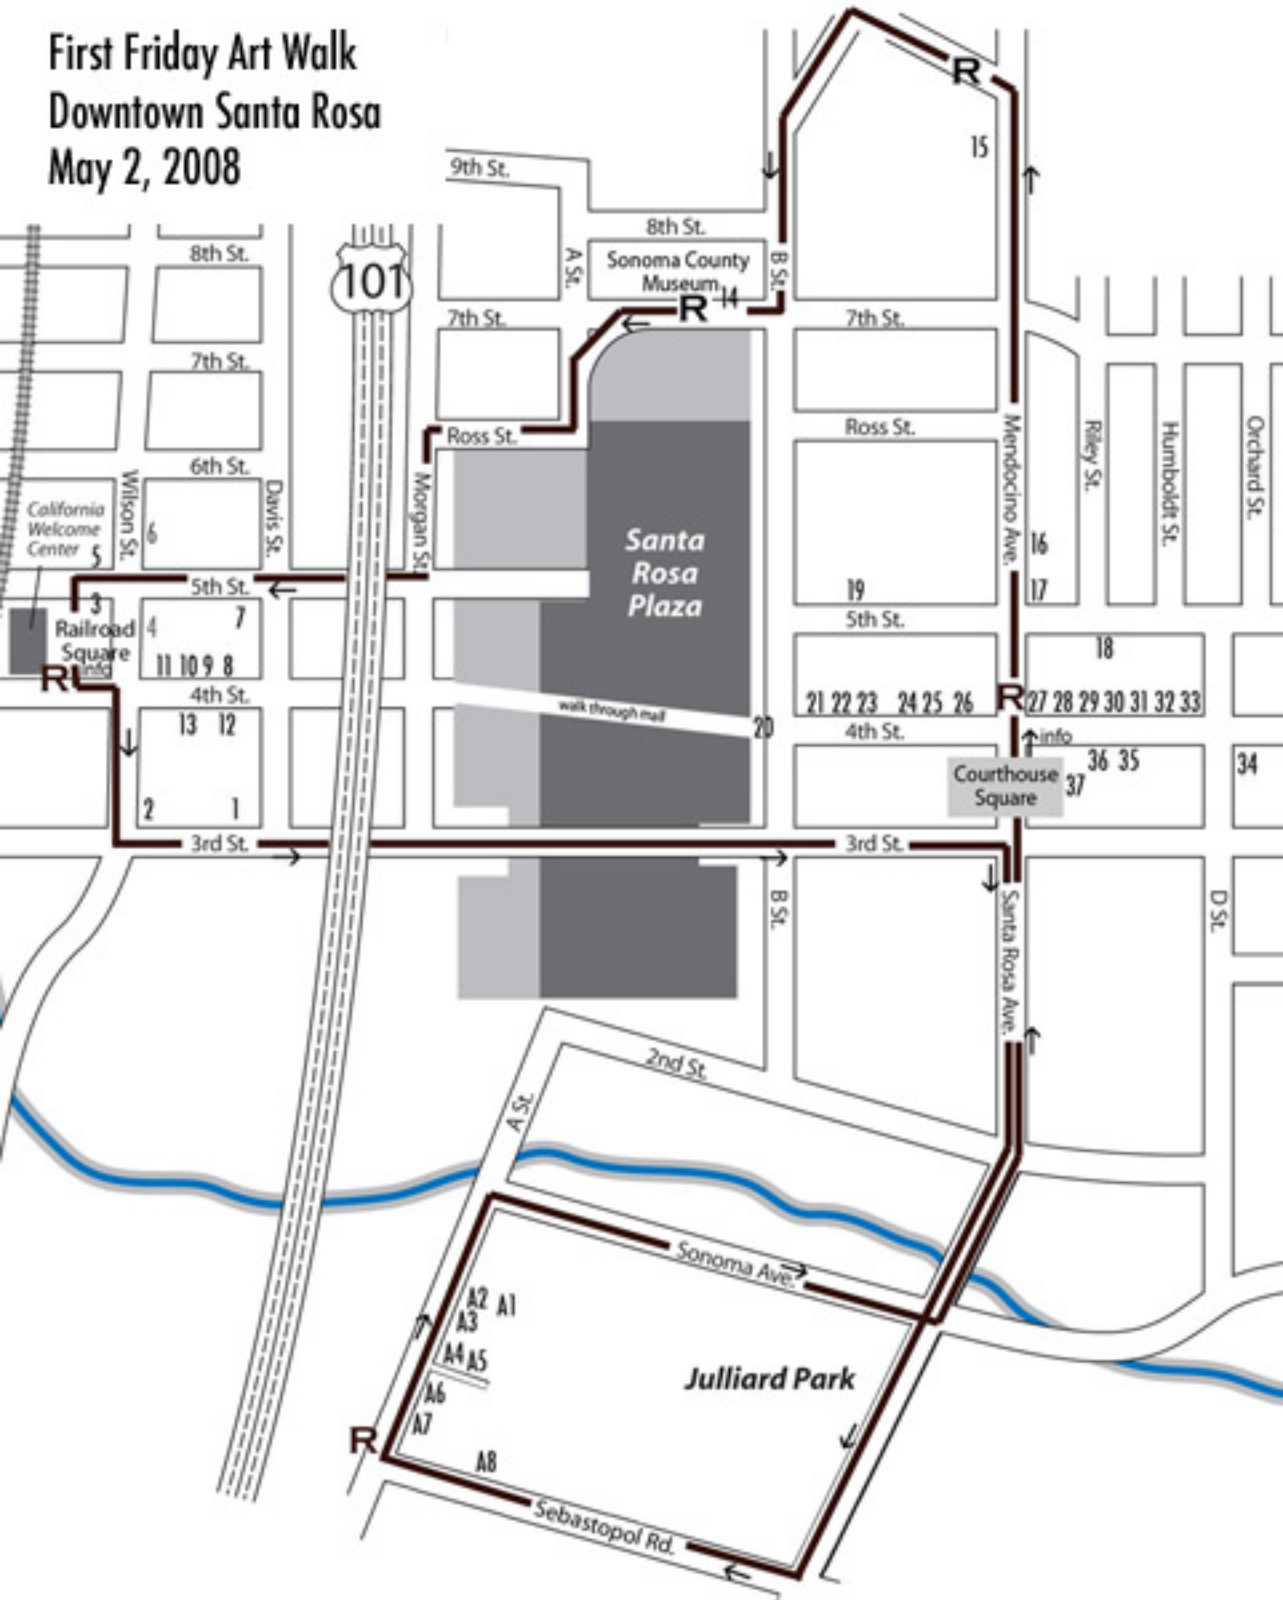 First Friday Art Walk
Downtown Santa Rosa
May 2, 2008
R
15
9th St.
8th St.
8th St.
A St.
Sonoma County
Museum
14
B St.
101
R
7th St.
7th St.
7th St.
Ross St.
Ross St.
Mendocino Ave.
Riley St.
Humboldt St.
Orchard St.
6th St.
Wilson St.
Davis St.
Morgan St.
California
Welcome
Center
5
6
Santa
Rosa
Plaza
16
19
17
5th St.
3
4
7
Railroad
Square
info
R
11 10 9 8
5th St.
18
4th St.
walk through mall
20
21 22 23 24 25 26
R
27 28 29 30 31 32 33
13 12
4th St.
info
36 35
34
Courthouse
Square
37
2
1
3rd St.
3rd St.
B St.
Santa Rosa Ave.
D St.
2nd St.
A St.
Sonoma Ave.
A2 A1
A3
A4 A5
A6
A7
Julliard Park
R
A8
Sebastopol Rd.